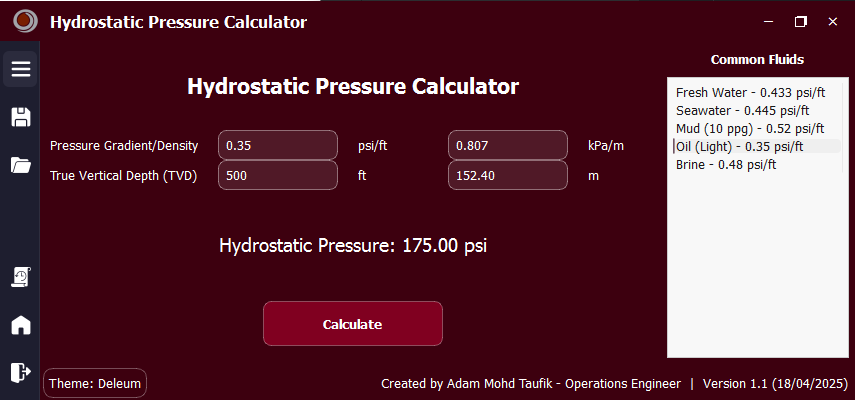 Hydrostatic Pressure Calculator
Hydrostatic Pressure Calculator
Pressure Gradient/Density 0.35 psi/ft 0.807 kPa/m
True Vertical Depth (TVD) 500 ft 152.40 m
Hydrostatic Pressure: 175.00 psi
Calculate
Common Fluids
Fresh Water - 0.433 psi/ft
Seawater - 0.445 psi/ft
Mud (10 ppg) - 0.52 psi/ft
Oil (Light) - 0.35 psi/ft
Brine - 0.48 psi/ft
Theme: Deleum
Created by Adam Mohd Taufik - Operations Engineer | Version 1.1 (18/04/2025)